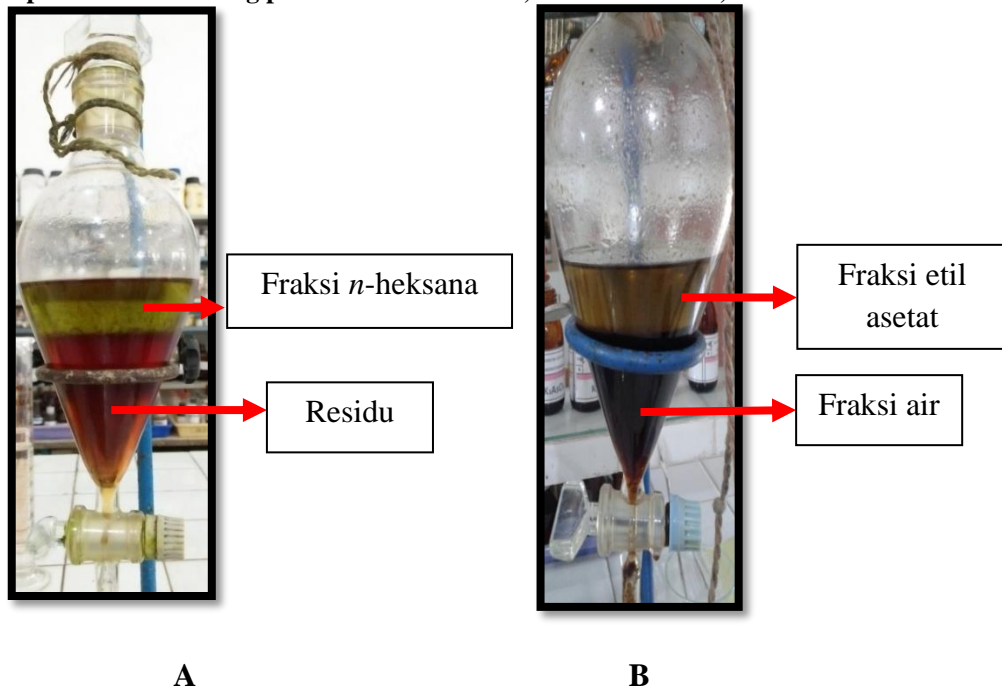 Fraksi n-heksana
Residu
Fraksi etil
asetat
Fraksi air
A
B